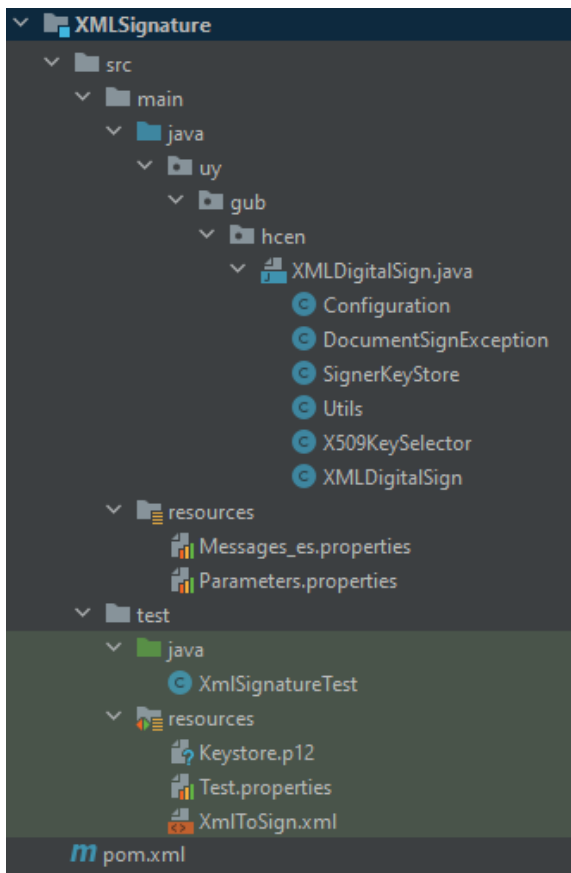 XMLSignature
src
main
java
uy
gub
hcen
XMLDigitalSign.java
Configuration
DocumentSignException
SignerKeyStore
Utils
X509KeySelector
XMLDigitalSign
resources
Messages_es.properties
Parameters.properties
test
java
XmlSignatureTest
resources
Keystore.p12
Test.properties
XmlToSign.xml
pom.xml